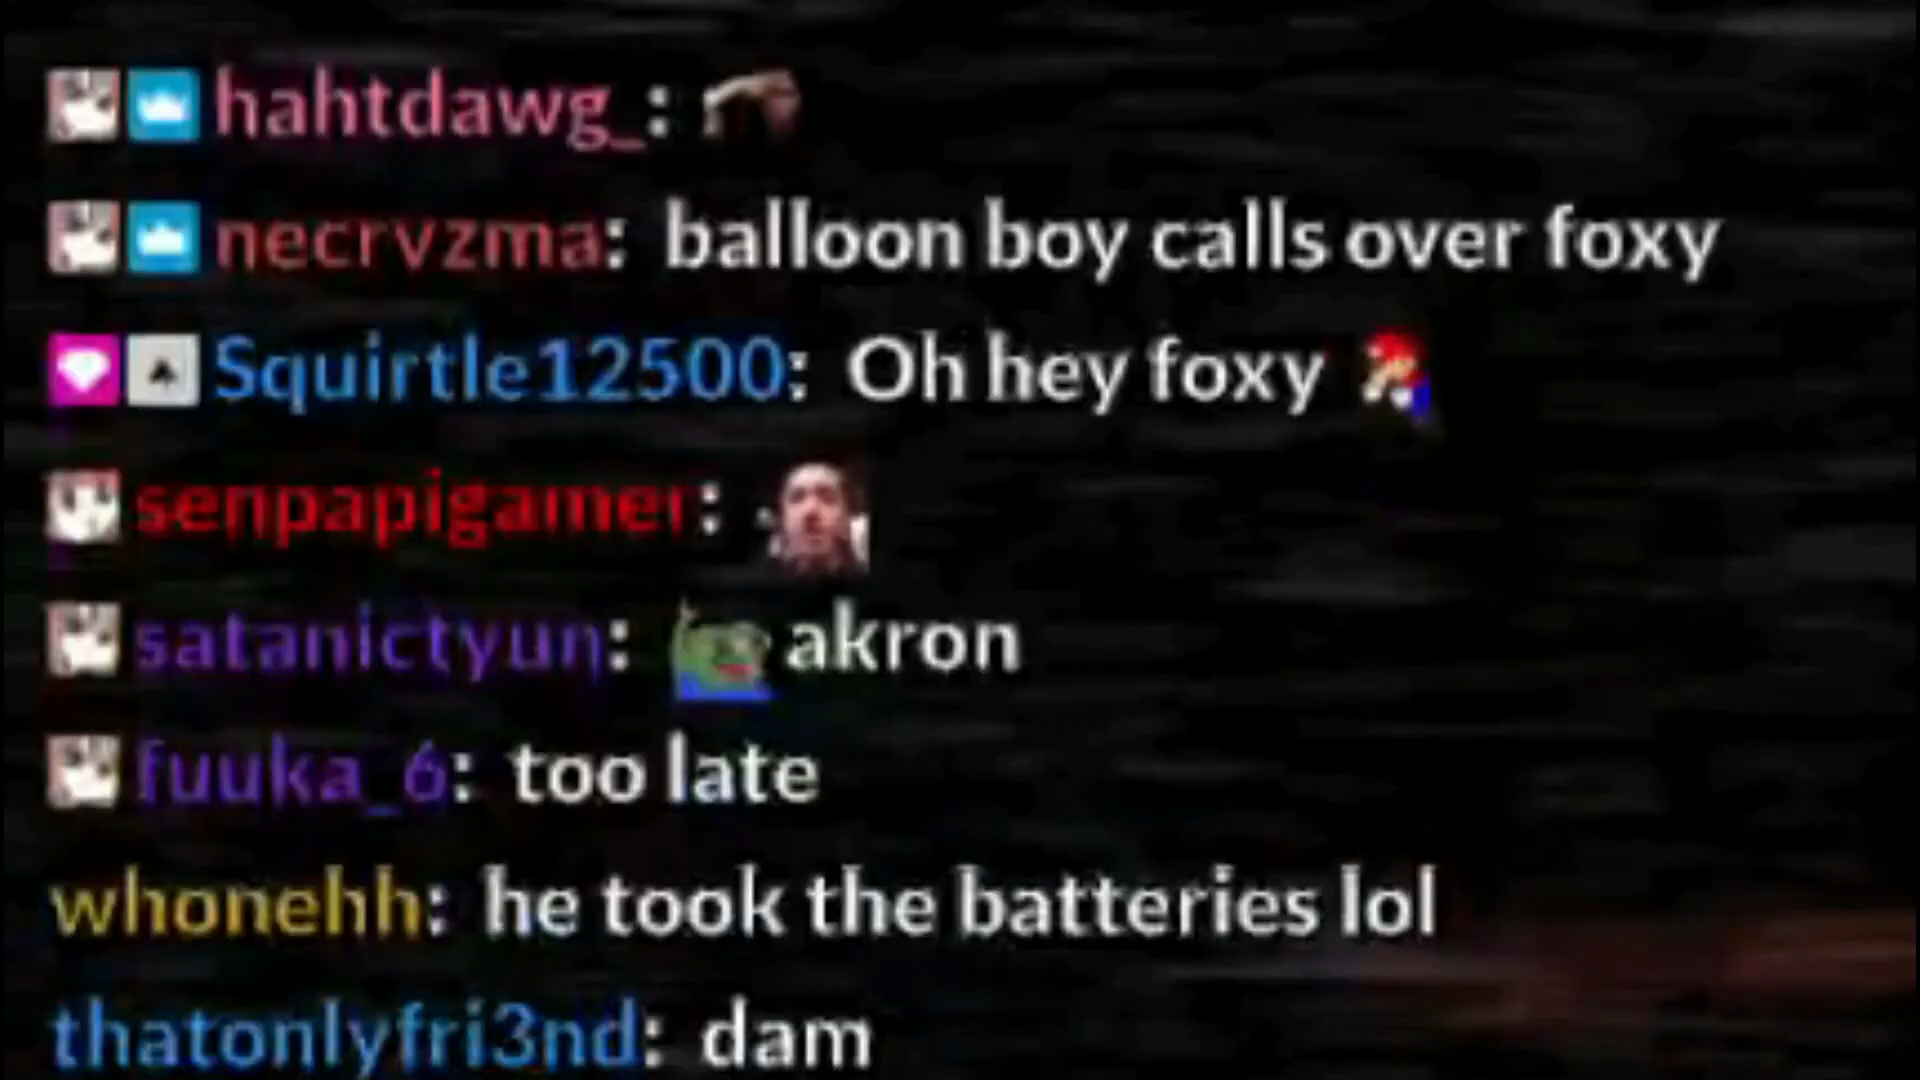 hahtdawg_:
necrvzma: balloon boy calls over foxy
Squirtle12500: Oh hey foxy
senpapigamer:
satanictyun: akron
fuuka_6: too late
whonehh: he took the batteries lol
thatonlyfri3nd: dam